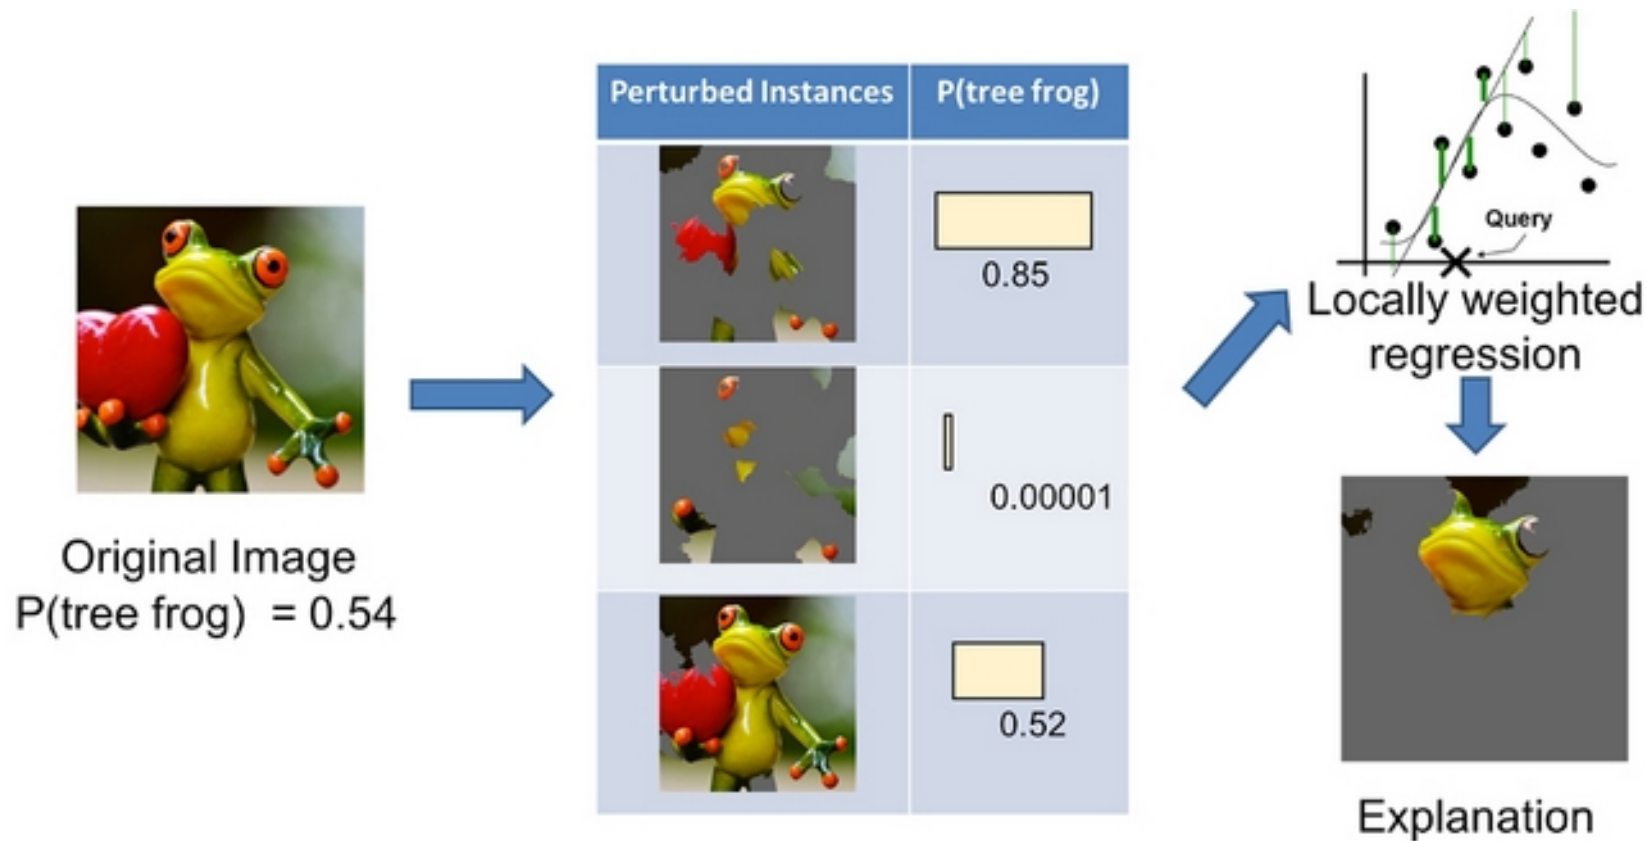 Original Image
P(tree frog) = 0.54
Perturbed Instances
P(tree frog)
0.85
0.00001
0.52
Query
Locally weighted
regression
Explanation